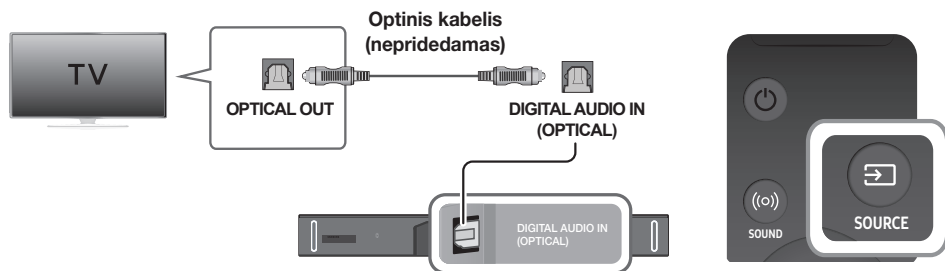 Optinis kabelis
(nepridedamas)
TV
OPTICAL OUT
DIGITAL AUDIO IN
(OPTICAL)
DIGITAL AUDIO IN
(OPTICAL)
SOUND
SOURCE